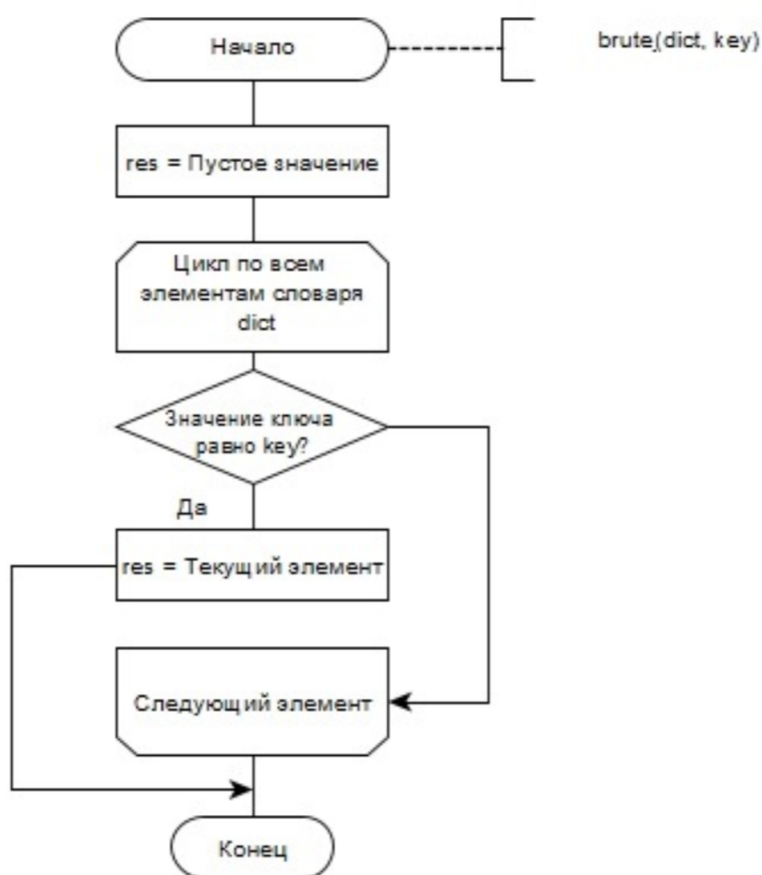 Начало
brute(dict, key)
res = Пустое значение
Цикл по всем
элементам словаря
dict
Значение ключа
равно key?
Да
res = Текущий элемент
Следующий элемент
Конец